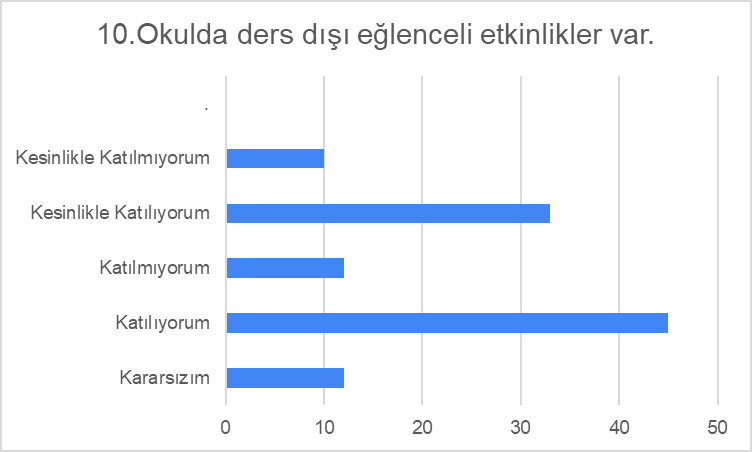 10.Okulda ders dışı eğlenceli etkinlikler var.
.
Kesinlikle Katılmıyorum
Kesinlikle Katılıyorum
Katılmıyorum
Katılıyorum
Kararsızım
0 10 20 30 40 50